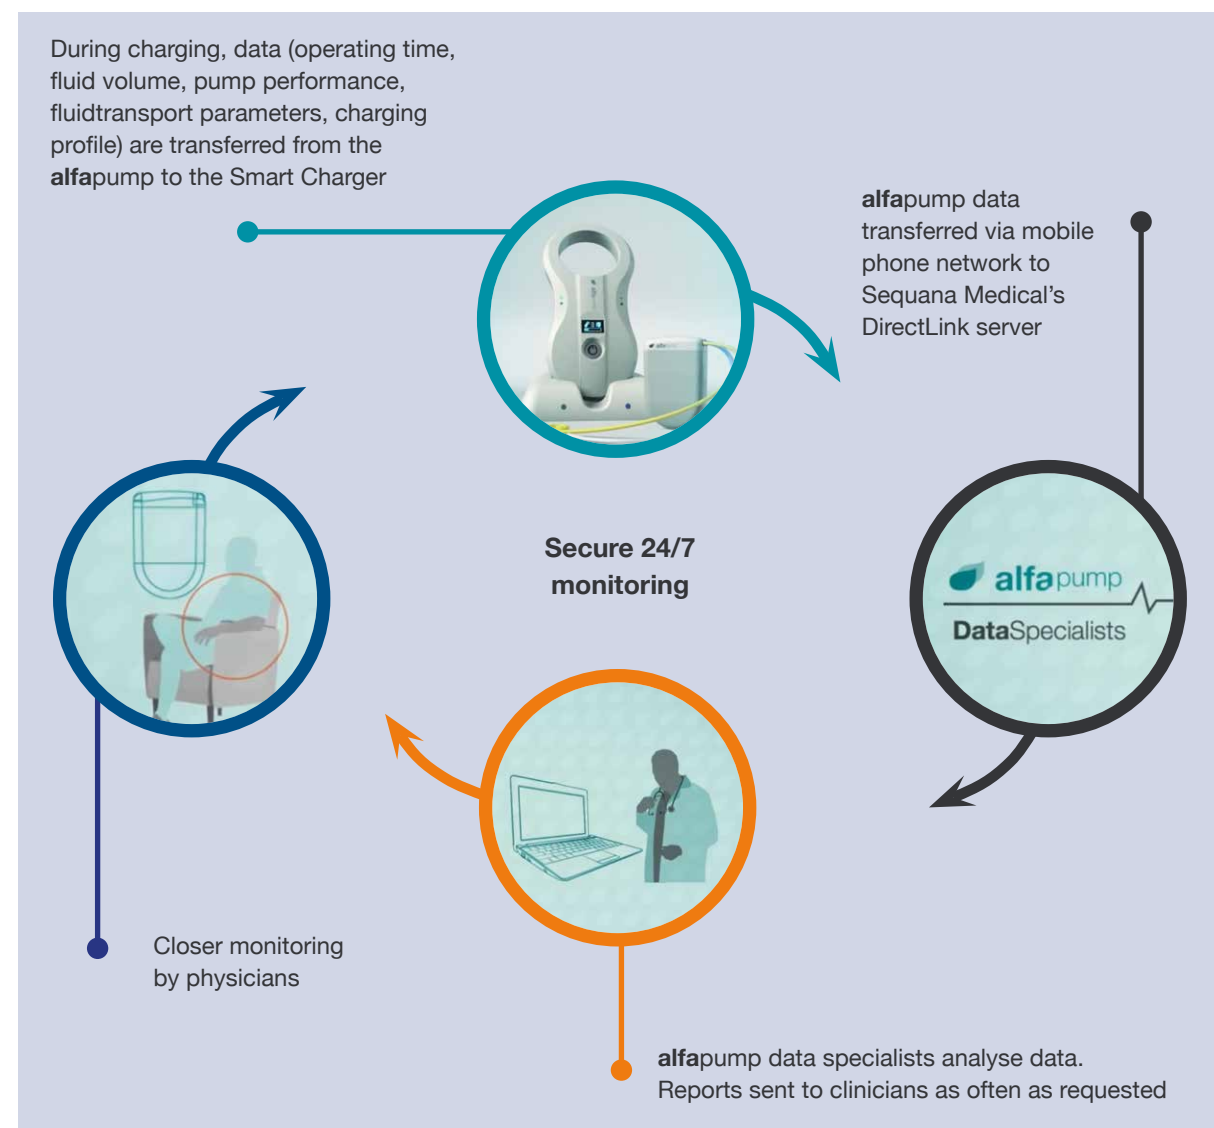 During charging, data (operating time,
fluid volume, pump performance,
fluidtransport parameters, charging
profile) are transferred from the
alfapump to the Smart Charger
alfapump data
transferred via mobile
phone network to
Sequana Medical's
DirectLink server
alfapump
Secure 24/7
monitoring
alfapump
DataSpecialists
Closer monitoring
by physicians
alfapump data specialists analyse data.
Reports sent to clinicians as often as requested